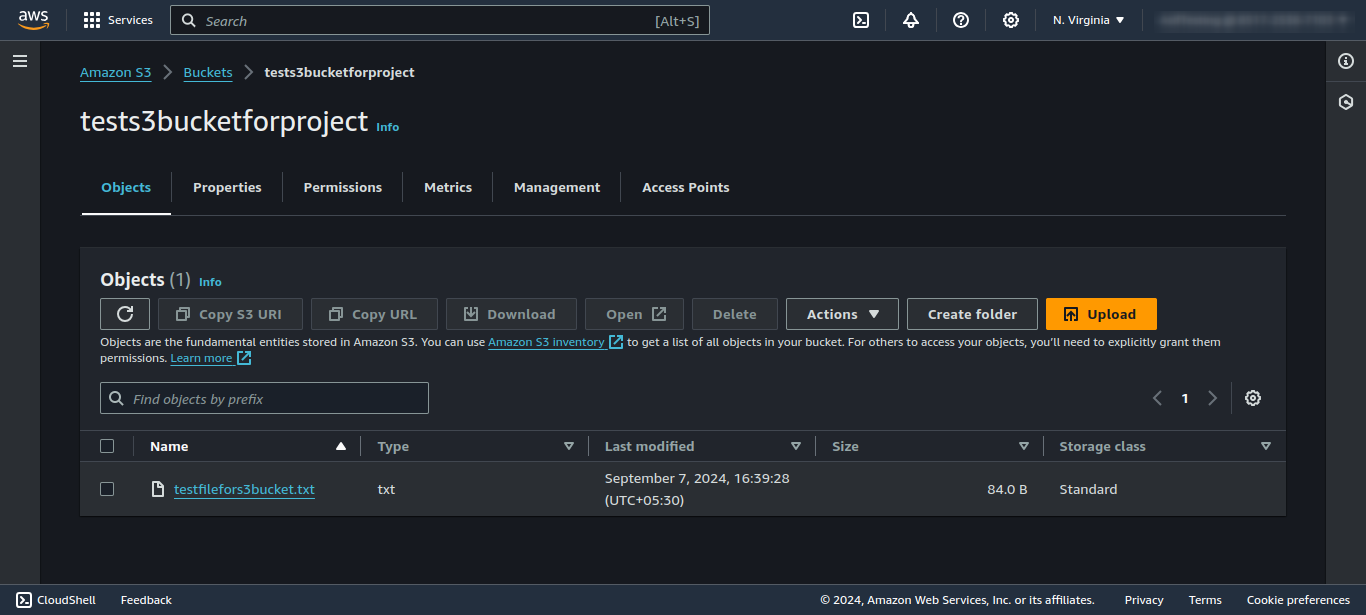 aws Services Search [Alt+S] N. Virginia
Amazon S3 Buckets tests3bucketforproject
tests3bucketforproject Info
Objects Properties Permissions Metrics Management Access Points
Objects (1) Info
Copy S3 URI Copy URL Download Open Delete Actions Create folder Upload
Objects are the fundamental entities stored in Amazon S3. You can use Amazon S3 inventory to get a list of all objects in your bucket. For others to access your objects, you'll need to explicitly grant them
permissions. Learn more
Find objects by prefix 1
Name Type Last modified Size Storage class
testfilefors3bucket.txt txt September 7, 2024, 16:39:28 84.0 B Standard
(UTC+05:30)
CloudShell Feedback © 2024, Amazon Web Services, Inc. or its affiliates. Privacy Terms Cookie preferences